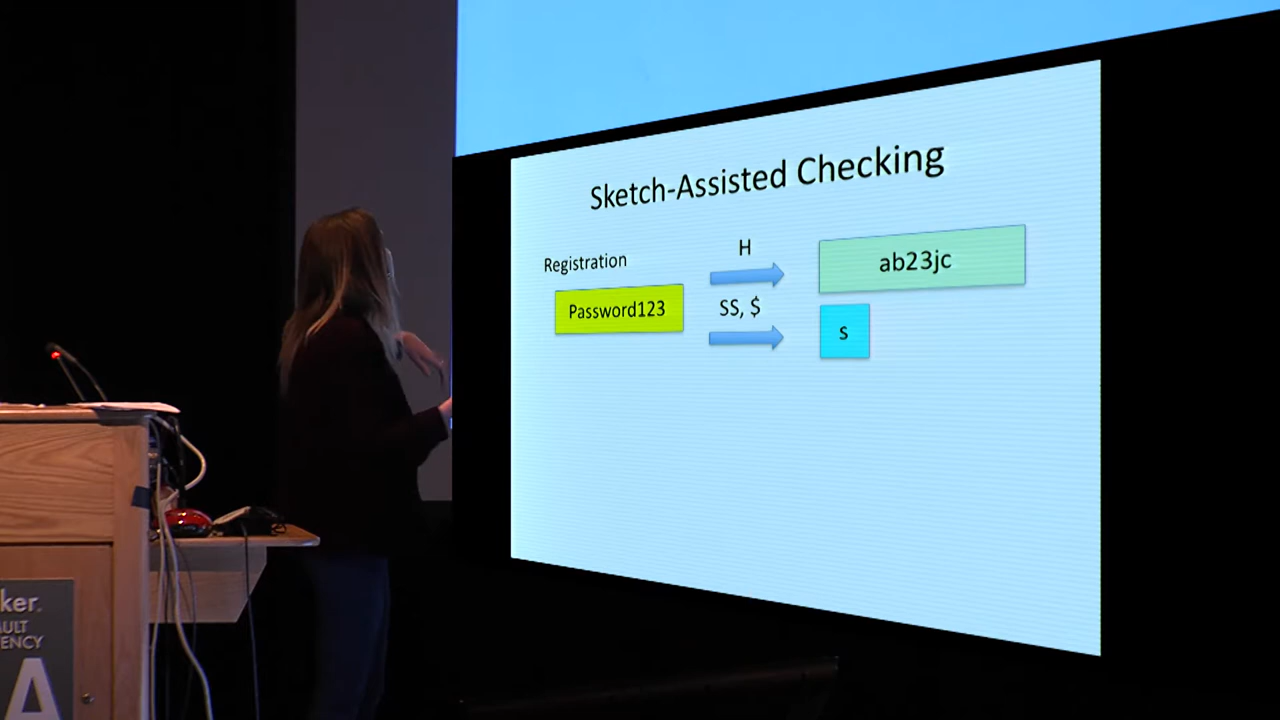 Sketch-Assisted Checking
Registration
H
ab23jc
Password123
SS, $
s
ker.
AULT
ENCY
A